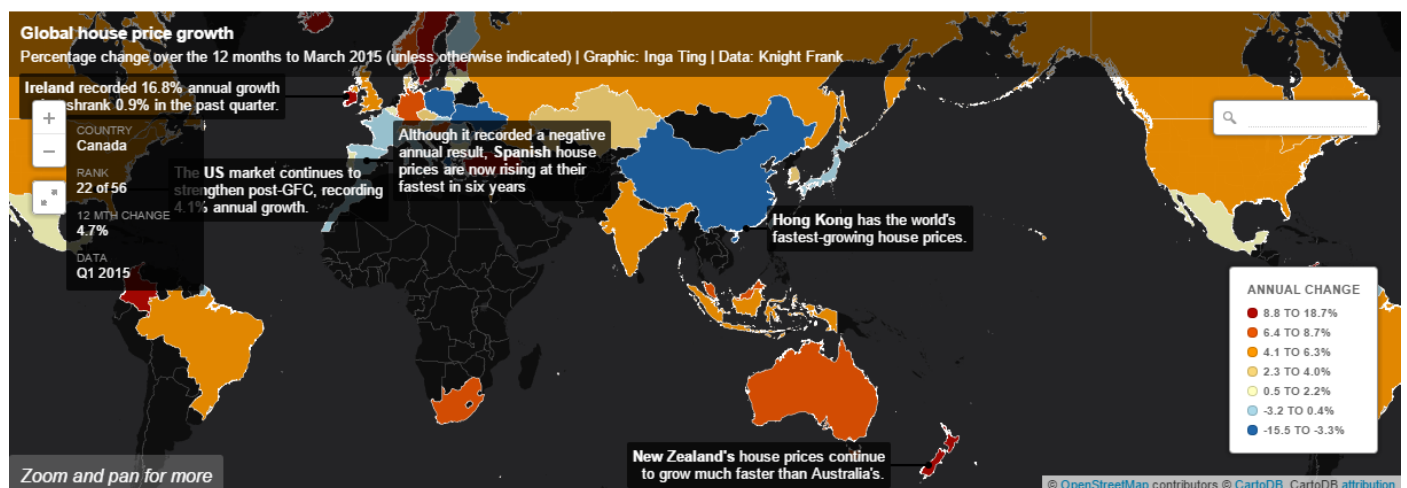 Global house price growth
Percentage change over the 12 months to March 2015 (unless otherwise indicated) | Graphic: Inga Ting | Data: Knight Frank
Ireland recorded 16.8% annual growth
shrank 0.9% in the past quarter.
+
−
COUNTRY
Canada
RANK
22 of 56
12 MTH CHANGE
4.7%
DATA
Q1 2015
The US market continues to
strengthen post-GFC, recording
4.1% annual growth.
Although it recorded a negative
annual result, Spanish house
prices are now rising at their
fastest in six years
Hong Kong has the world's
fastest-growing house prices.
New Zealand's house prices continue
to grow much faster than Australia's.
ANNUAL CHANGE
8.8 TO 18.7%
6.4 TO 8.7%
4.1 TO 6.3%
2.3 TO 4.0%
0.5 TO 2.2%
-3.2 TO 0.4%
-15.5 TO -3.3%
Zoom and pan for more
© OpenStreetMap contributors © CartoDB, CartoDB attribution